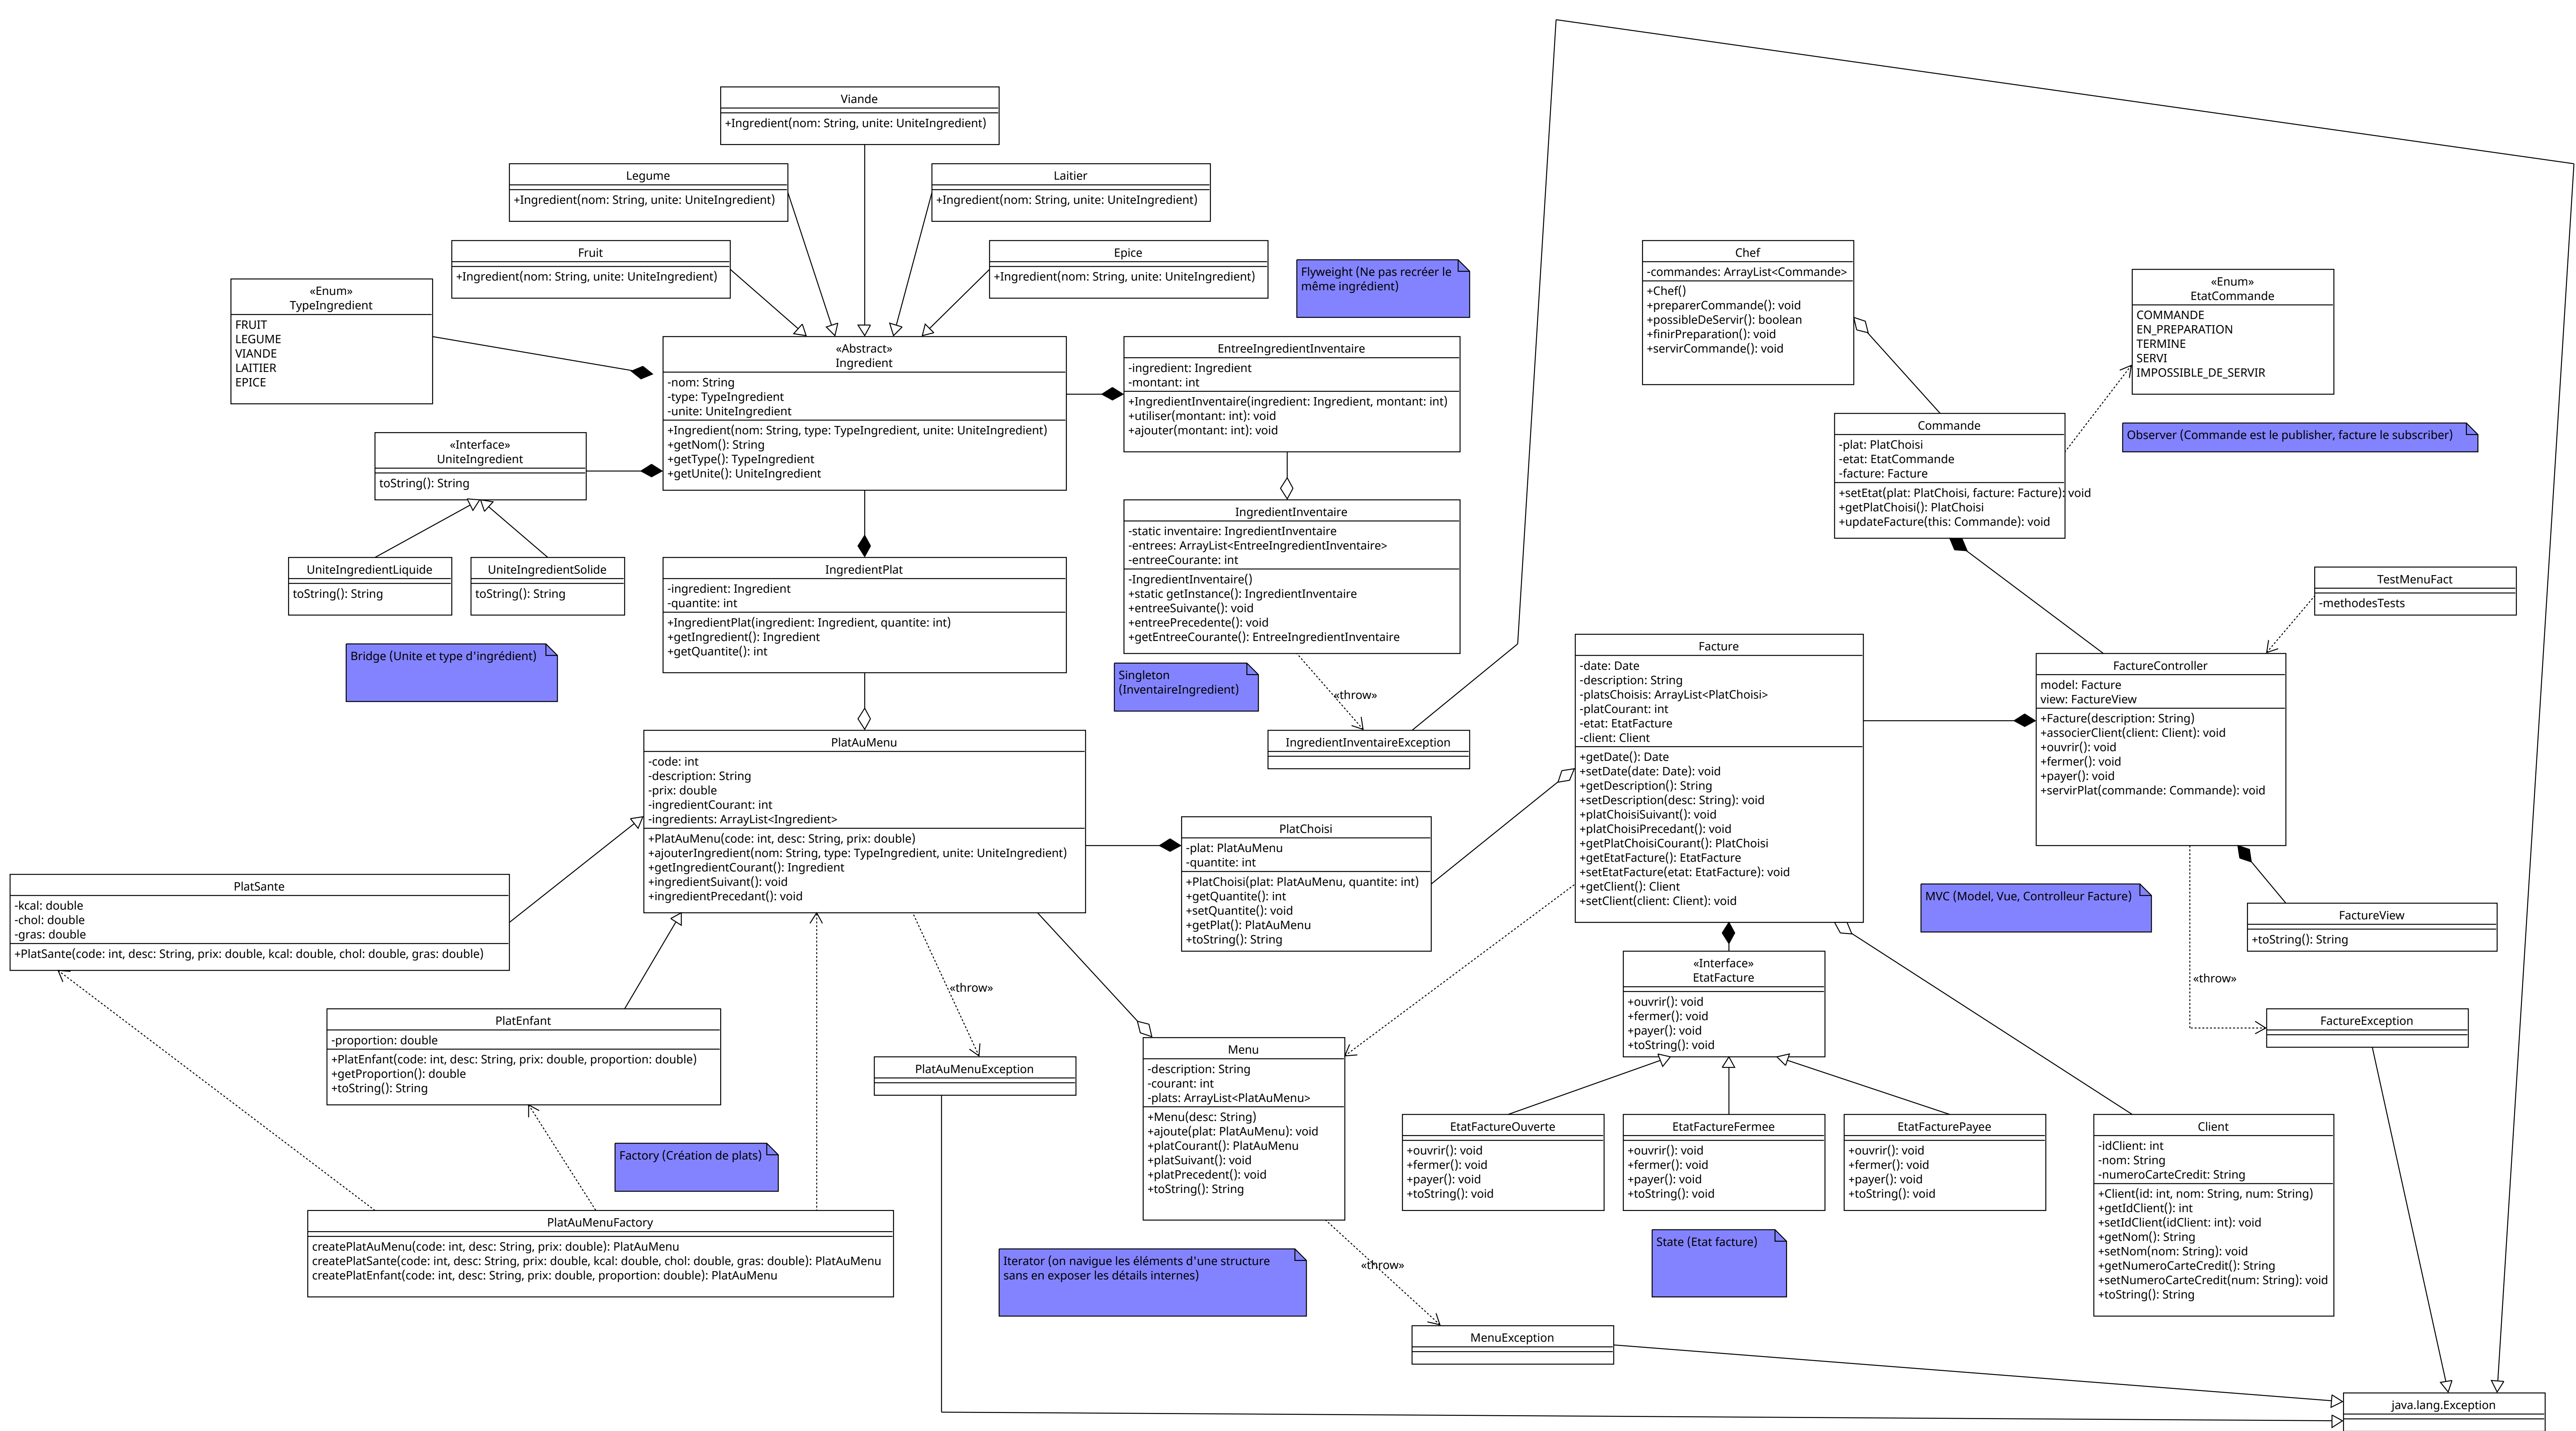 Viande
+Ingredient(nom: String, unite: UniteIngredient)
Legume
+Ingredient(nom: String, unite: UniteIngredient)
Laitier
+Ingredient(nom: String, unite: UniteIngredient)
Fruit
+Ingredient(nom: String, unite: UniteIngredient)
Epice
+Ingredient(nom: String, unite: UniteIngredient)
Flyweight (Ne pas recréer le
même ingrédient)
«Enum»
TypeIngredient
FRUIT
LEGUME
VIANDE
LAITIER
EPICE
«Abstract»
Ingredient
-nom: String
-type: TypeIngredient
-unite: UniteIngredient
+Ingredient(nom: String, type: TypeIngredient, unite: UniteIngredient)
+getNom(): String
+getType(): TypeIngredient
+getUnite(): UniteIngredient
EntreeIngredientInventaire
-ingredient: Ingredient
-montant: int
+IngredientInventaire(ingredient: Ingredient, montant: int)
+utiliser(montant: int): void
+ajouter(montant: int): void
Chef
-commandes: ArrayList<Commande>
+Chef()
+preparerCommande(): void
+possibleDeServir(): boolean
+finirPreparation(): void
+servirCommande(): void
«Enum»
EtatCommande
COMMANDE
EN_PREPARATION
TERMINE
SERVI
IMPOSSIBLE_DE_SERVIR
Observer (Commande est le publisher, facture le subscriber)
Commande
-plat: PlatChoisi
-etat: EtatCommande
-facture: Facture
+setEtat(plat: PlatChoisi, facture: Facture): void
+getPlatChoisi(): PlatChoisi
+updateFacture(this: Commande): void
«Interface»
UniteIngredient
toString(): String
UniteIngredientLiquide
toString(): String
UniteIngredientSolide
toString(): String
Bridge (Unite et type d'ingrédient)
IngredientPlat
-ingredient: Ingredient
-quantite: int
+IngredientPlat(ingredient: Ingredient, quantite: int)
+getIngredient(): Ingredient
+getQuantite(): int
IngredientInventaire
-static inventaire: IngredientInventaire
-entrees: ArrayList<EntreeIngredientInventaire>
-entreeCourante: int
-IngredientInventaire()
+static getInstance(): IngredientInventaire
+entreeSuivante(): void
+entreePrecedente(): void
+getEntreeCourante(): EntreeIngredientInventaire
Singleton
(InventaireIngredient)
«throw»
IngredientInventaireException
TestMenuFact
-methodesTests
Facture
-date: Date
-description: String
-platsChoisis: ArrayList<PlatChoisi>
-platCourant: int
-etat: EtatFacture
-client: Client
+getDate(): Date
+setDate(date: Date): void
+getDescription(): String
+setDescription(desc: String): void
+platChoisiSuivant(): void
+platChoisiPrecedant(): void
+getPlatChoisiCourant(): PlatChoisi
+getEtatFacture(): EtatFacture
+setEtatFacture(etat: EtatFacture): void
+getClient(): Client
+setClient(client: Client): void
FactureController
model: Facture
view: FactureView
+Facture(description: String)
+associerClient(client: Client): void
+ouvrir(): void
+fermer(): void
+payer(): void
+servirPlat(commande: Commande): void
MVC (Model, Vue, Controlleur Facture)
FactureView
+toString(): String
«throw»
FactureException
PlatAuMenu
-code: int
-description: String
-prix: double
-ingredientCourant: int
-ingredients: ArrayList<Ingredient>
+PlatAuMenu(code: int, desc: String, prix: double)
+ajouterIngredient(nom: String, type: TypeIngredient, unite: UniteIngredient)
+getIngredientCourant(): Ingredient
+ingredientSuivant(): void
+ingredientPrecedant(): void
PlatChoisi
-plat: PlatAuMenu
-quantite: int
+PlatChoisi(plat: PlatAuMenu, quantite: int)
+getQuantite(): int
+setQuantite(): void
+getPlat(): PlatAuMenu
+toString(): String
PlatSante
-kcal: double
-chol: double
-gras: double
+PlatSante(code: int, desc: String, prix: double, kcal: double, chol: double, gras: double)
PlatEnfant
-proportion: double
+PlatEnfant(code: int, desc: String, prix: double, proportion: double)
+getProportion(): double
+toString(): String
«throw»
PlatAuMenuException
Menu
-description: String
-courant: int
-plats: ArrayList<PlatAuMenu>
+Menu(desc: String)
+ajoute(plat: PlatAuMenu): void
+platCourant(): PlatAuMenu
+platSuivant(): void
+platPrecedent(): void
+toString(): String
«Interface»
EtatFacture
+ouvrir(): void
+fermer(): void
+payer(): void
+toString(): void
EtatFactureOuverte
+ouvrir(): void
+fermer(): void
+payer(): void
+toString(): void
EtatFactureFermee
+ouvrir(): void
+fermer(): void
+payer(): void
+toString(): void
EtatFacturePayee
+ouvrir(): void
+fermer(): void
+payer(): void
+toString(): void
Client
-idClient: int
-nom: String
-numeroCarteCredit: String
+Client(id: int, nom: String, num: String)
+getIdClient(): int
+setIdClient(idClient: int): void
+getNom(): String
+setNom(nom: String): void
+getNumeroCarteCredit(): String
+setNumeroCarteCredit(num: String): void
+toString(): String
Factory (Création de plats)
PlatAuMenuFactory
createPlatAuMenu(code: int, desc: String, prix: double): PlatAuMenu
createPlatSante(code: int, desc: String, prix: double, kcal: double, chol: double, gras: double): PlatAuMenu
createPlatEnfant(code: int, desc: String, prix: double, proportion: double): PlatAuMenu
Iterator (on navigue les éléments d'une structure
sans en exposer les détails internes)
State (Etat facture)
«throw»
MenuException
java.lang.Exception